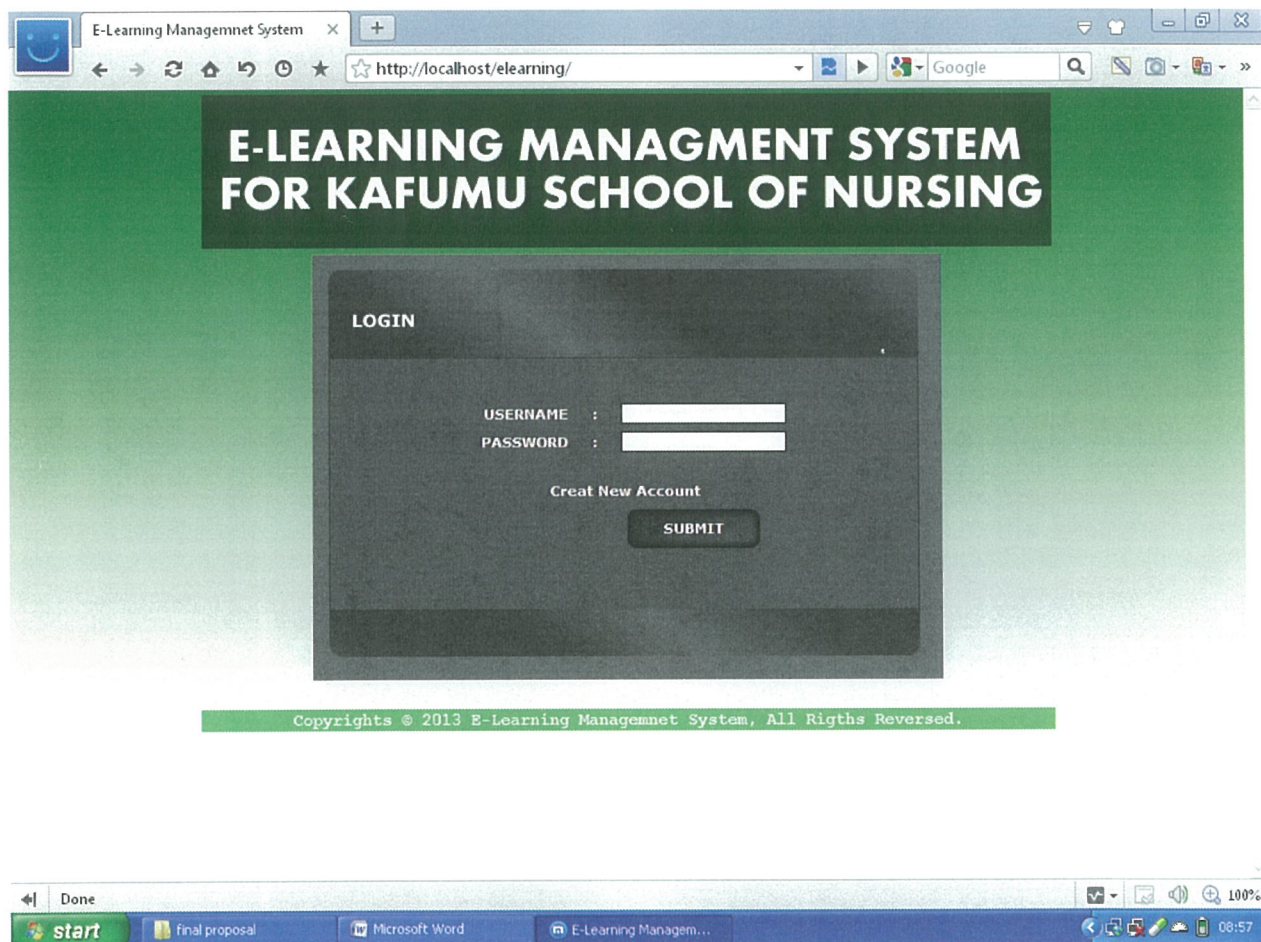 E-Learning Managemnet System
http://localhost/elearning/
Google
E-LEARNING MANAGMENT SYSTEM
FOR KAFUMU SCHOOL OF NURSING
LOGIN
USERNAME :
PASSWORD :
Creat New Account
SUBMIT
Copyrights © 2013 E-Learning Managemnet System, All Rigths Reversed.
Done
100%
start
final proposal
Microsoft Word
E-Learning Managem...
08:57